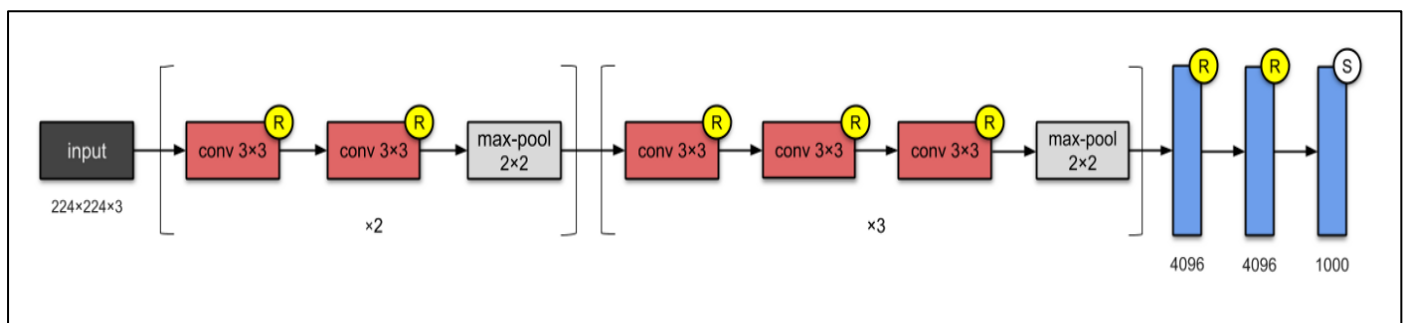 input
224×224×3
conv 3×3
R
conv 3×3
R
max-pool
2×2
×2
conv 3×3
R
conv 3×3
R
conv 3×3
R
max-pool
2×2
×3
R
4096
R
4096
S
1000